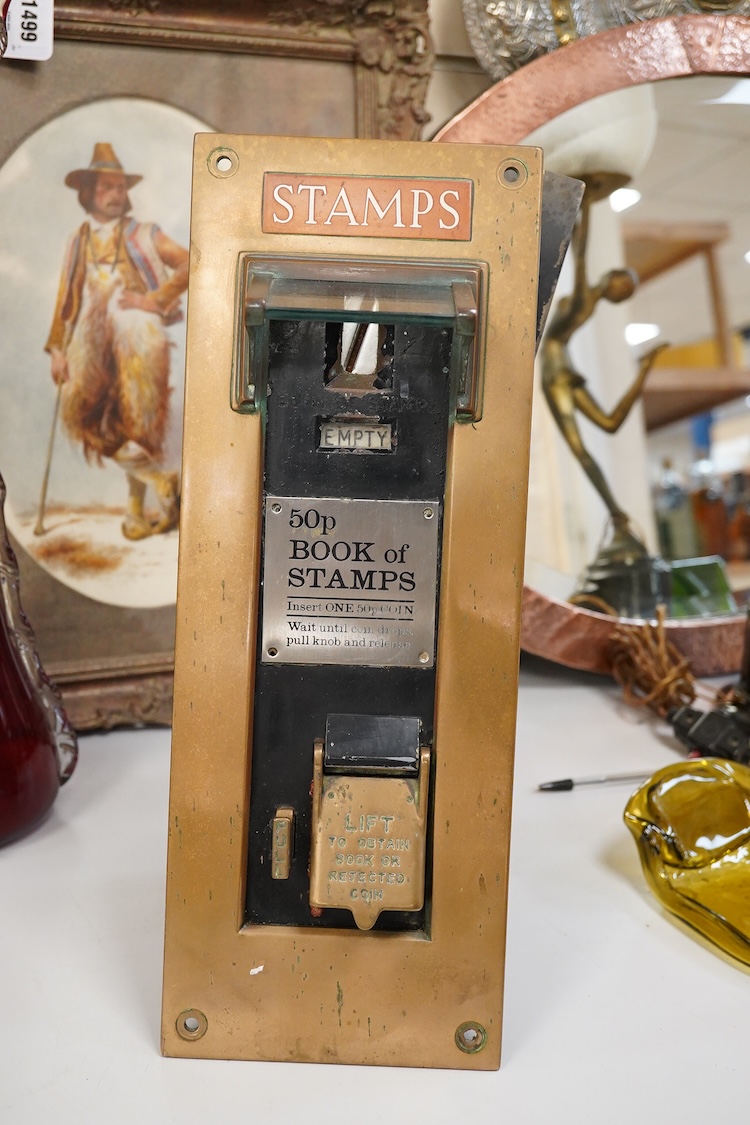 1499
STAMPS
EMPTY
50p
BOOK of
STAMPS
Insert ONE 50p COIN
Wait until coin drops
pull knob and release
PULL
LIFT
TO OBTAIN
BOOK OR
REJECTED
COIN